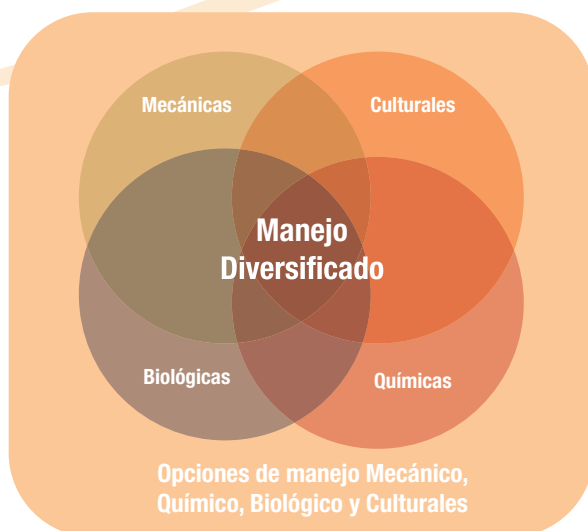 Mecánicas
Culturales
Manejo
Diversificado
Biológicas
Químicas
Opciones de manejo Mecánico,
Químico, Biológico y Culturales